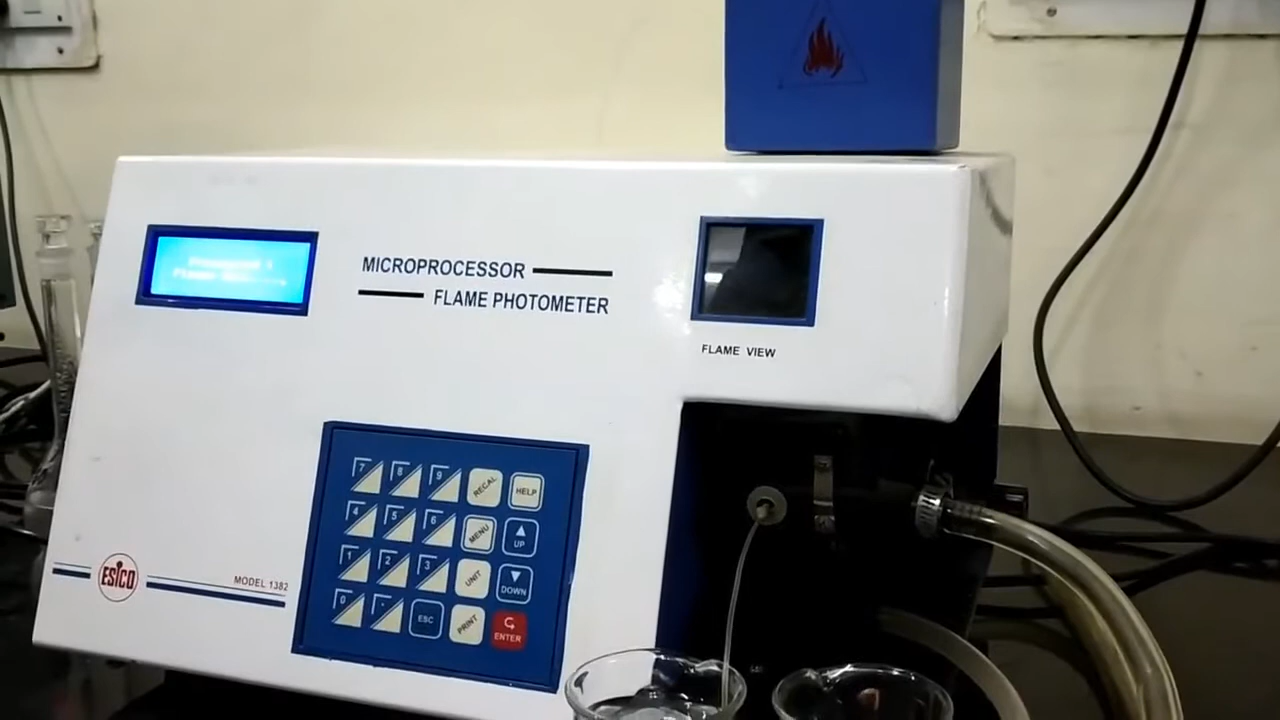 MICROPROCESSOR
FLAME PHOTOMETER
FLAME VIEW
7 8 9 RECAL HELP
4 5 6 MENU UP
1 2 3 UNIT DOWN
0 . ESC PRINT ENTER
ESICO
MODEL 1382